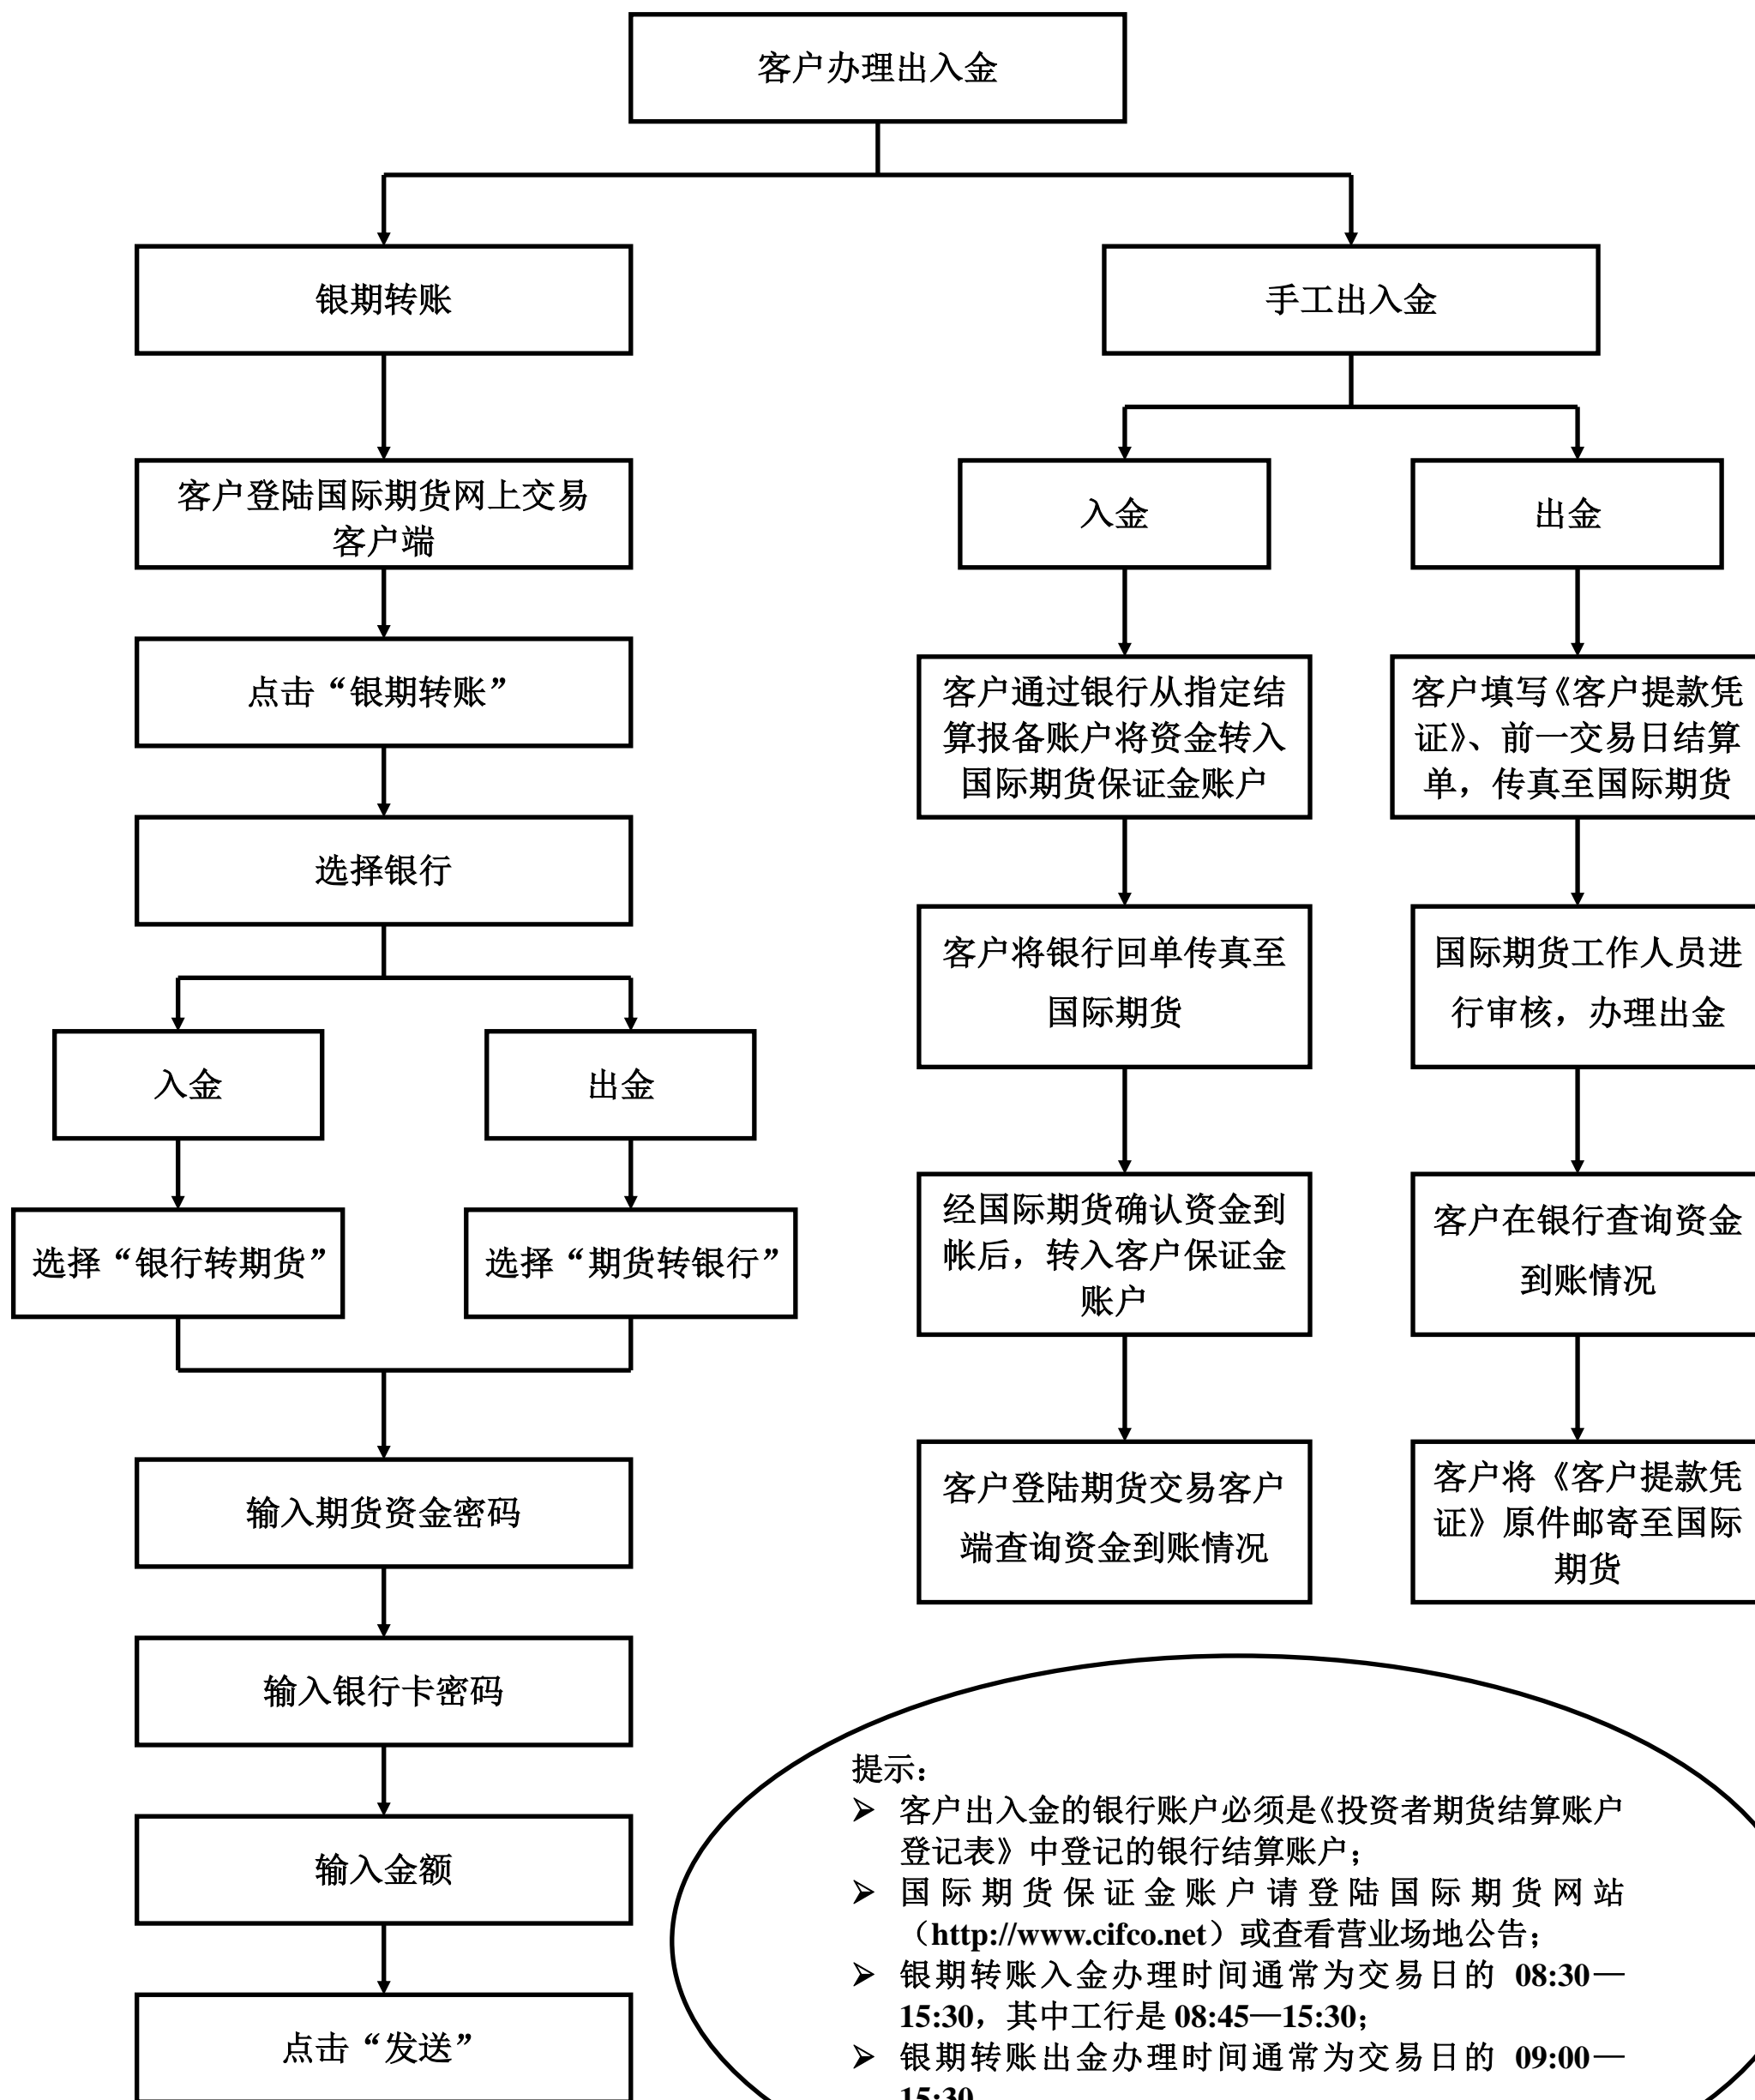 客户办理出入金
银期转账
客户登陆国际期货网上交易
客户端
点击“银期转账”
选择银行
入金
出金
选择“银行转期货”
选择“期货转银行”
输入期货资金密码
输入银行卡密码
输入金额
点击“发送”
手工出入金
入金
客户通过银行从指定结
算报备账户将资金转入
国际期货保证金账户
客户将银行回单传真至
国际期货
经国际期货确认资金到
帐后，转入客户保证金
账户
客户登陆期货交易客户
端查询资金到账情况
出金
客户填写《客户提款凭
证》、前一交易日结算
单，传真至国际期货
国际期货工作人员进
行审核，办理出金
客户在银行查询资金
到账情况
客户将《客户提款凭
证》原件邮寄至国际
期货
提示：
➢ 客户出入金的银行账户必须是《投资者期货结算账户
登记表》中登记的银行结算账户；
➢ 国际期货保证金账户请登陆国际期货网站
（http://www.cifco.net）或查看营业场地公告；
➢ 银期转账入金办理时间通常为交易日的 08:30—
15:30，其中工行是 08:45—15:30；
➢ 银期转账出金办理时间通常为交易日的 09:00—
15:30